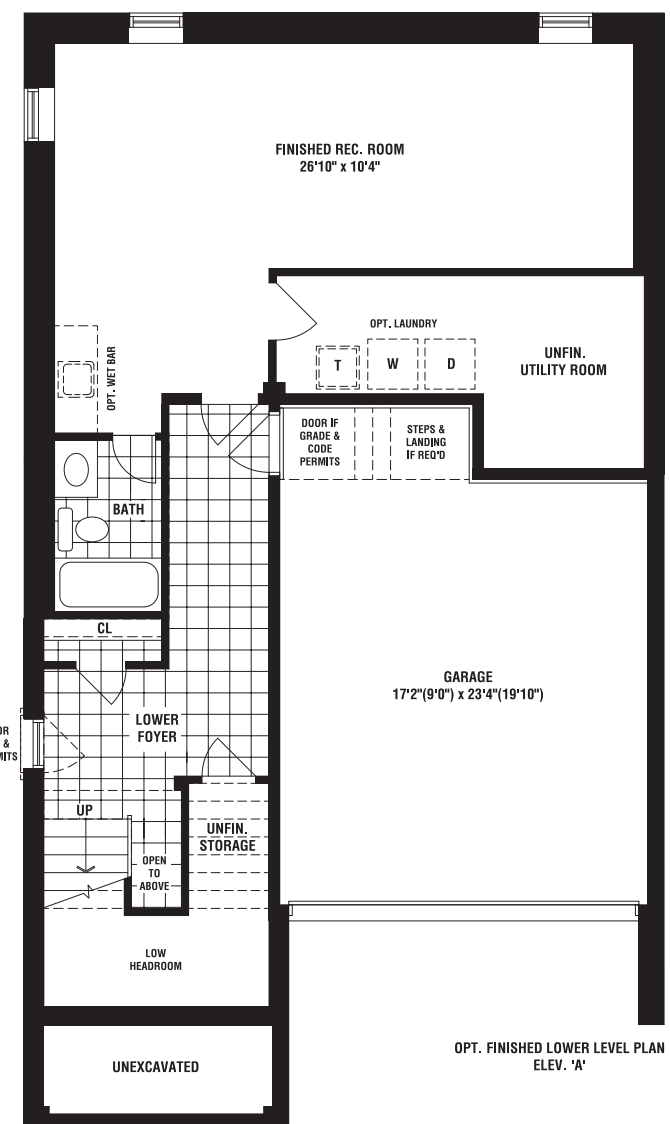 FINISHED REC. ROOM
26'10" x 10'4"
OPT. LAUNDRY
T
W
D
UNFIN.
UTILITY ROOM
OPT. WET BAR
DOOR IF
GRADE &
CODE
PERMITS
STEPS &
LANDING
IF REQ'D
BATH
CL
GARAGE
17'2"(9'0") x 23'4"(19'10")
LOWER
FOYER
UP
UNFIN.
STORAGE
OPEN
TO
ABOVE
LOW
HEADROOM
UNEXCAVATED
OPT. FINISHED LOWER LEVEL PLAN
ELEV. 'A'